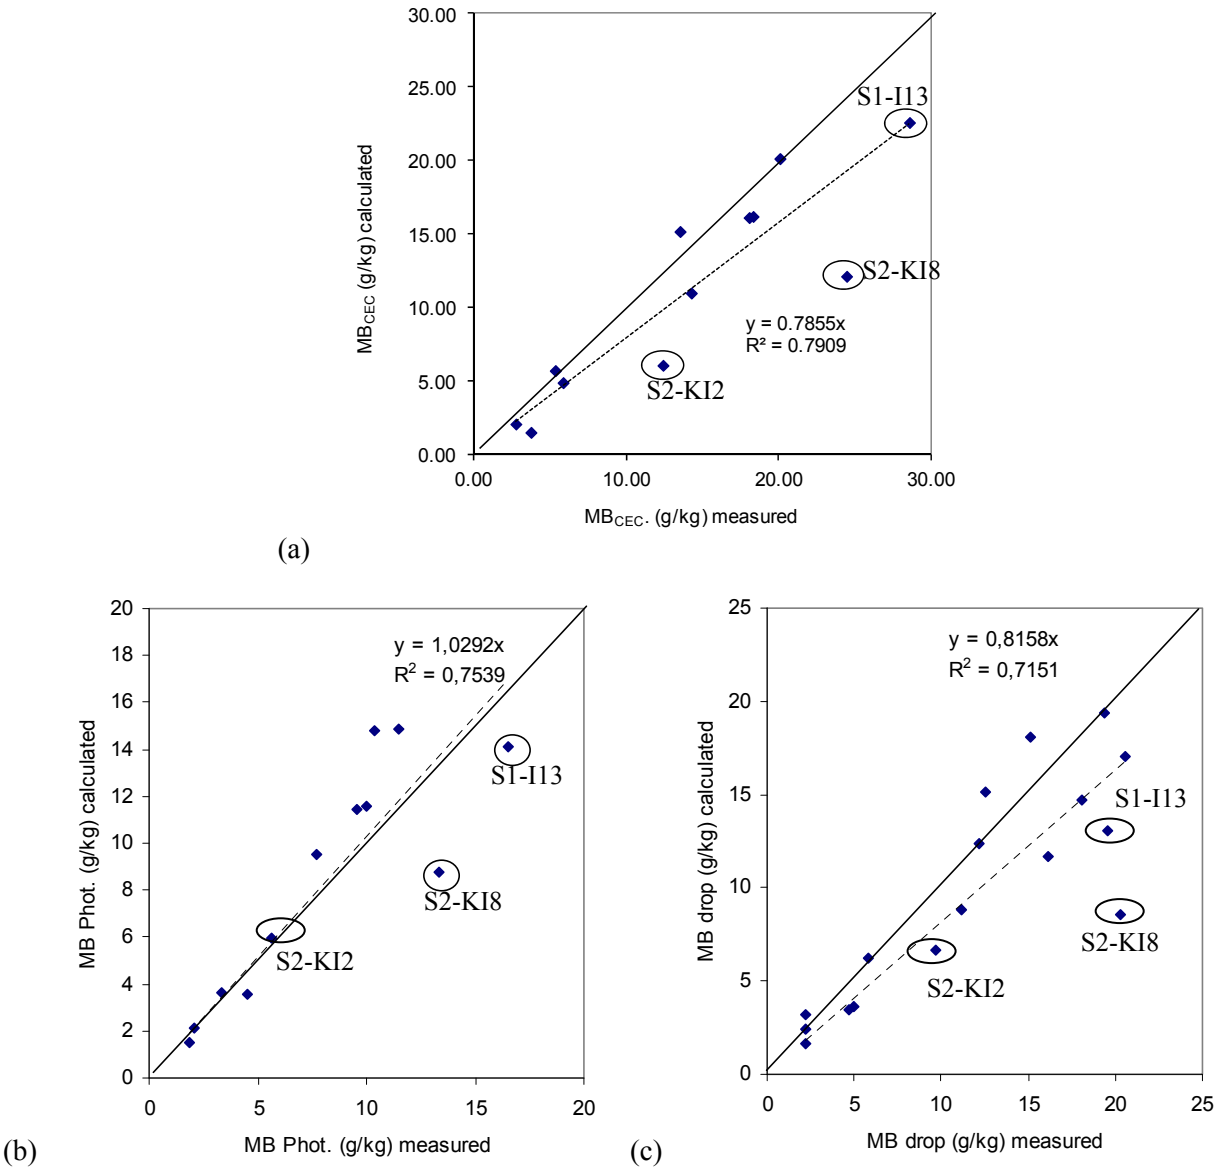 30.00
25.00
20.00
15.00
10.00
5.00
0.00
MB_CEC (g/kg) calculated
S1-I13
S2-KI8
y = 0.7855x
R² = 0.7909
S2-KI2
0.00 10.00 20.00 30.00
MB_CEC. (g/kg) measured
(a)
20
18
16
14
12
10
8
6
4
2
0
MB Phot. (g/kg) calculated
y = 1,0292x
R² = 0,7539
S1-I13
S2-KI8
S2-KI2
0 5 10 15 20
MB Phot. (g/kg) measured
(b)
25
20
15
10
5
0
MB drop (g/kg) calculated
y = 0,8158x
R² = 0,7151
S1-I13
S2-KI8
S2-KI2
0 5 10 15 20 25
MB drop (g/kg) measured
(c)